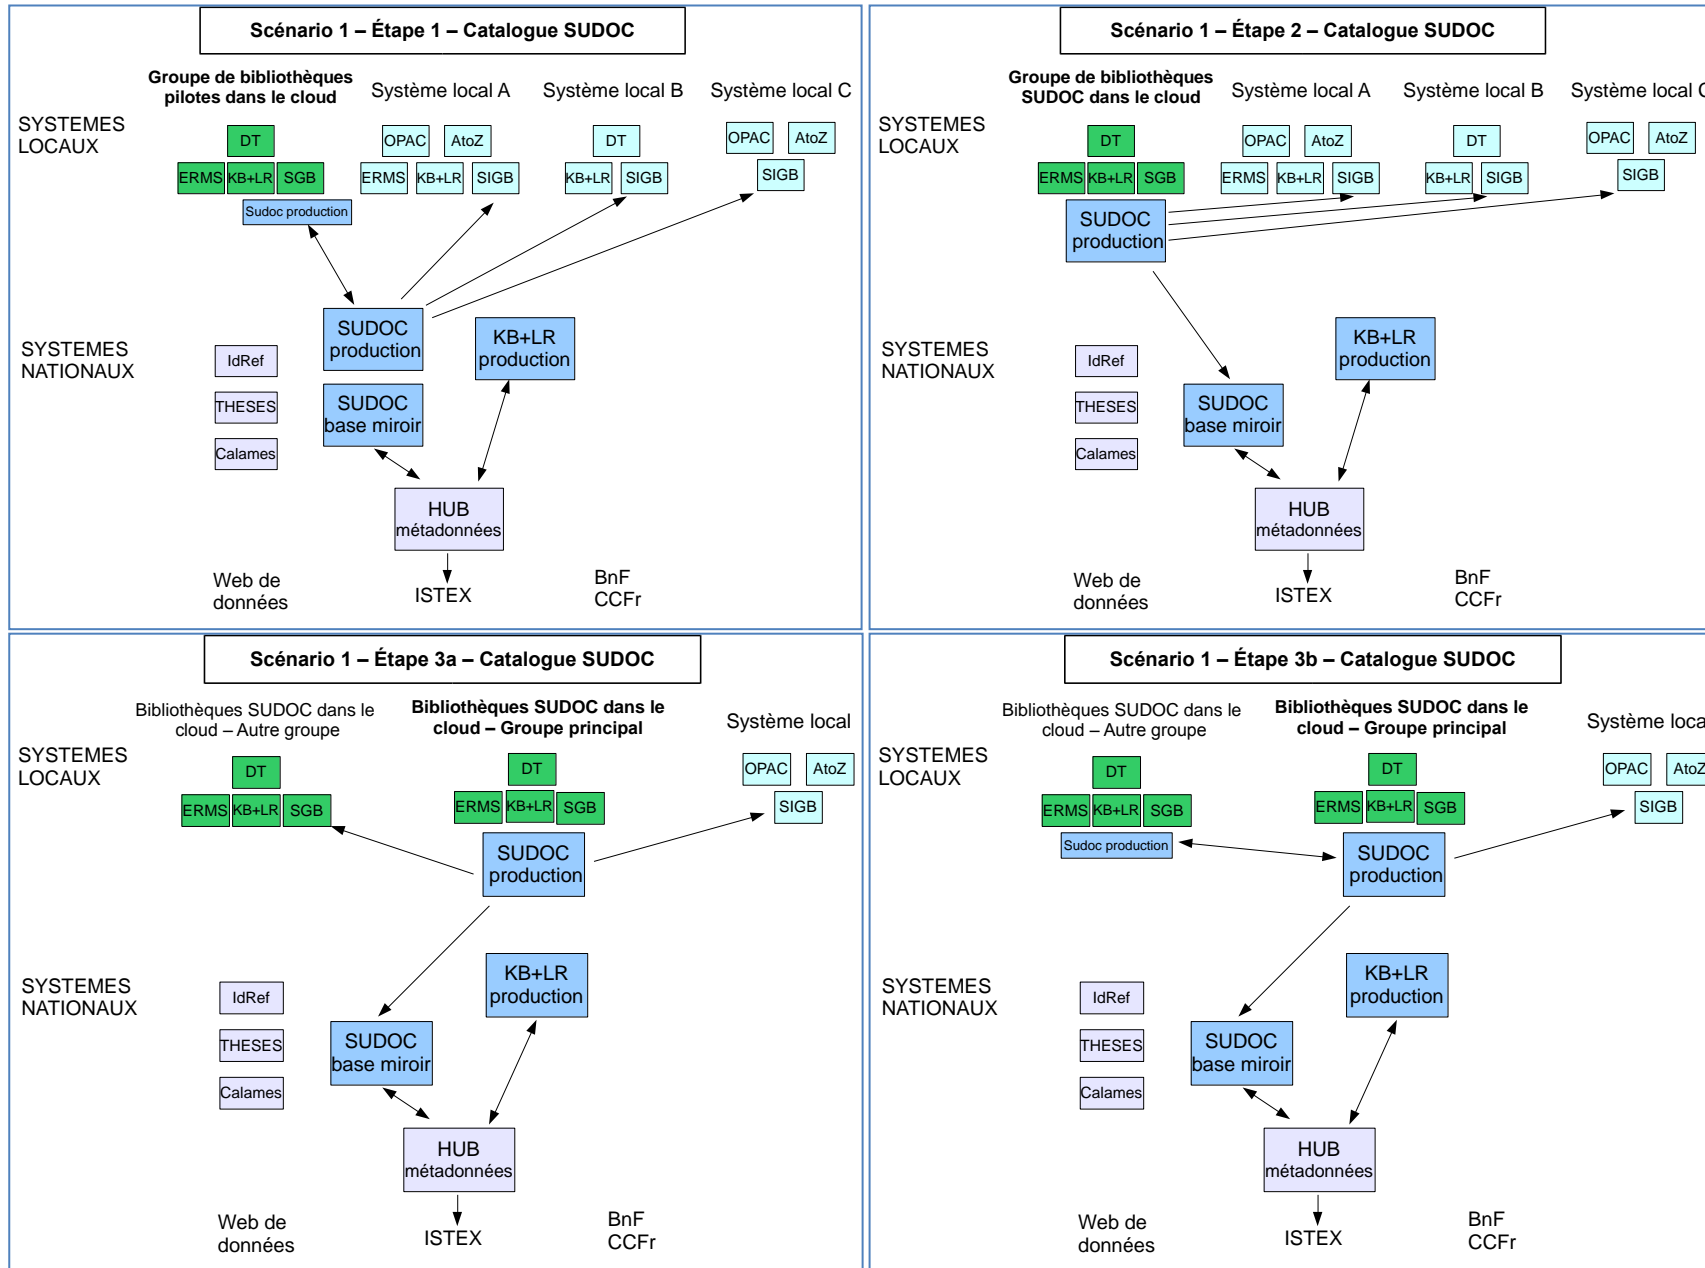 Scénario 1 – Étape 1 – Catalogue SUDOC
Groupe de bibliothèques
pilotes dans le cloud
Système local A
Système local B
Système local C
SYSTEMES
LOCAUX
DT
OPAC
AtoZ
DT
OPAC
AtoZ
ERMS
KB+LR
SGB
ERMS
KB+LR
SIGB
KB+LR
SIGB
SIGB
Sudoc production
SUDOC
production
KB+LR
production
SYSTEMES
NATIONAUX
IdRef
THESES
Calames
SUDOC
base miroir
HUB
métadonnées
Web de
données
ISTEX
BnF
CCFr
Scénario 1 – Étape 2 – Catalogue SUDOC
Groupe de bibliothèques
SUDOC dans le cloud
Système local A
Système local B
Système local C
SYSTEMES
LOCAUX
DT
OPAC
AtoZ
DT
OPAC
AtoZ
ERMS
KB+LR
SGB
ERMS
KB+LR
SIGB
KB+LR
SIGB
SIGB
SUDOC
production
KB+LR
production
SYSTEMES
NATIONAUX
IdRef
THESES
Calames
SUDOC
base miroir
HUB
métadonnées
Web de
données
ISTEX
BnF
CCFr
Scénario 1 – Étape 3a – Catalogue SUDOC
Bibliothèques SUDOC dans le
cloud – Autre groupe
Bibliothèques SUDOC dans le
cloud – Groupe principal
Système local
SYSTEMES
LOCAUX
DT
DT
OPAC
AtoZ
ERMS
KB+LR
SGB
ERMS
KB+LR
SGB
SIGB
SUDOC
production
KB+LR
production
SYSTEMES
NATIONAUX
IdRef
THESES
Calames
SUDOC
base miroir
HUB
métadonnées
Web de
données
ISTEX
BnF
CCFr
Scénario 1 – Étape 3b – Catalogue SUDOC
Bibliothèques SUDOC dans le
cloud – Autre groupe
Bibliothèques SUDOC dans le
cloud – Groupe principal
Système loca
SYSTEMES
LOCAUX
DT
DT
OPAC
AtoZ
ERMS
KB+LR
SGB
ERMS
KB+LR
SGB
SIGB
Sudoc production
SUDOC
production
KB+LR
production
SYSTEMES
NATIONAUX
IdRef
THESES
Calames
SUDOC
base miroir
HUB
métadonnées
Web de
données
ISTEX
BnF
CCFr